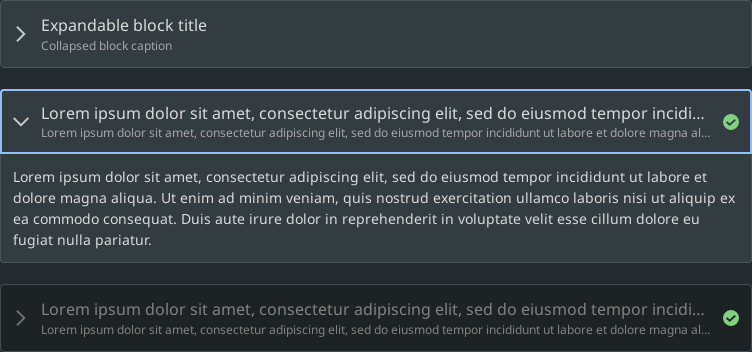 Expandable block title
Collapsed block caption
Lorem ipsum dolor sit amet, consectetur adipiscing elit, sed do eiusmod tempor incidi...
Lorem ipsum dolor sit amet, consectetur adipiscing elit, sed do eiusmod tempor incididunt ut labore et dolore magna al...
Lorem ipsum dolor sit amet, consectetur adipiscing elit, sed do eiusmod tempor incididunt ut labore et
dolore magna aliqua. Ut enim ad minim veniam, quis nostrud exercitation ullamco laboris nisi ut aliquip ex
ea commodo consequat. Duis aute irure dolor in reprehenderit in voluptate velit esse cillum dolore eu
fugiat nulla pariatur.
Lorem ipsum dolor sit amet, consectetur adipiscing elit, sed do eiusmod tempor incidi...
Lorem ipsum dolor sit amet, consectetur adipiscing elit, sed do eiusmod tempor incididunt ut labore et dolore magna al...